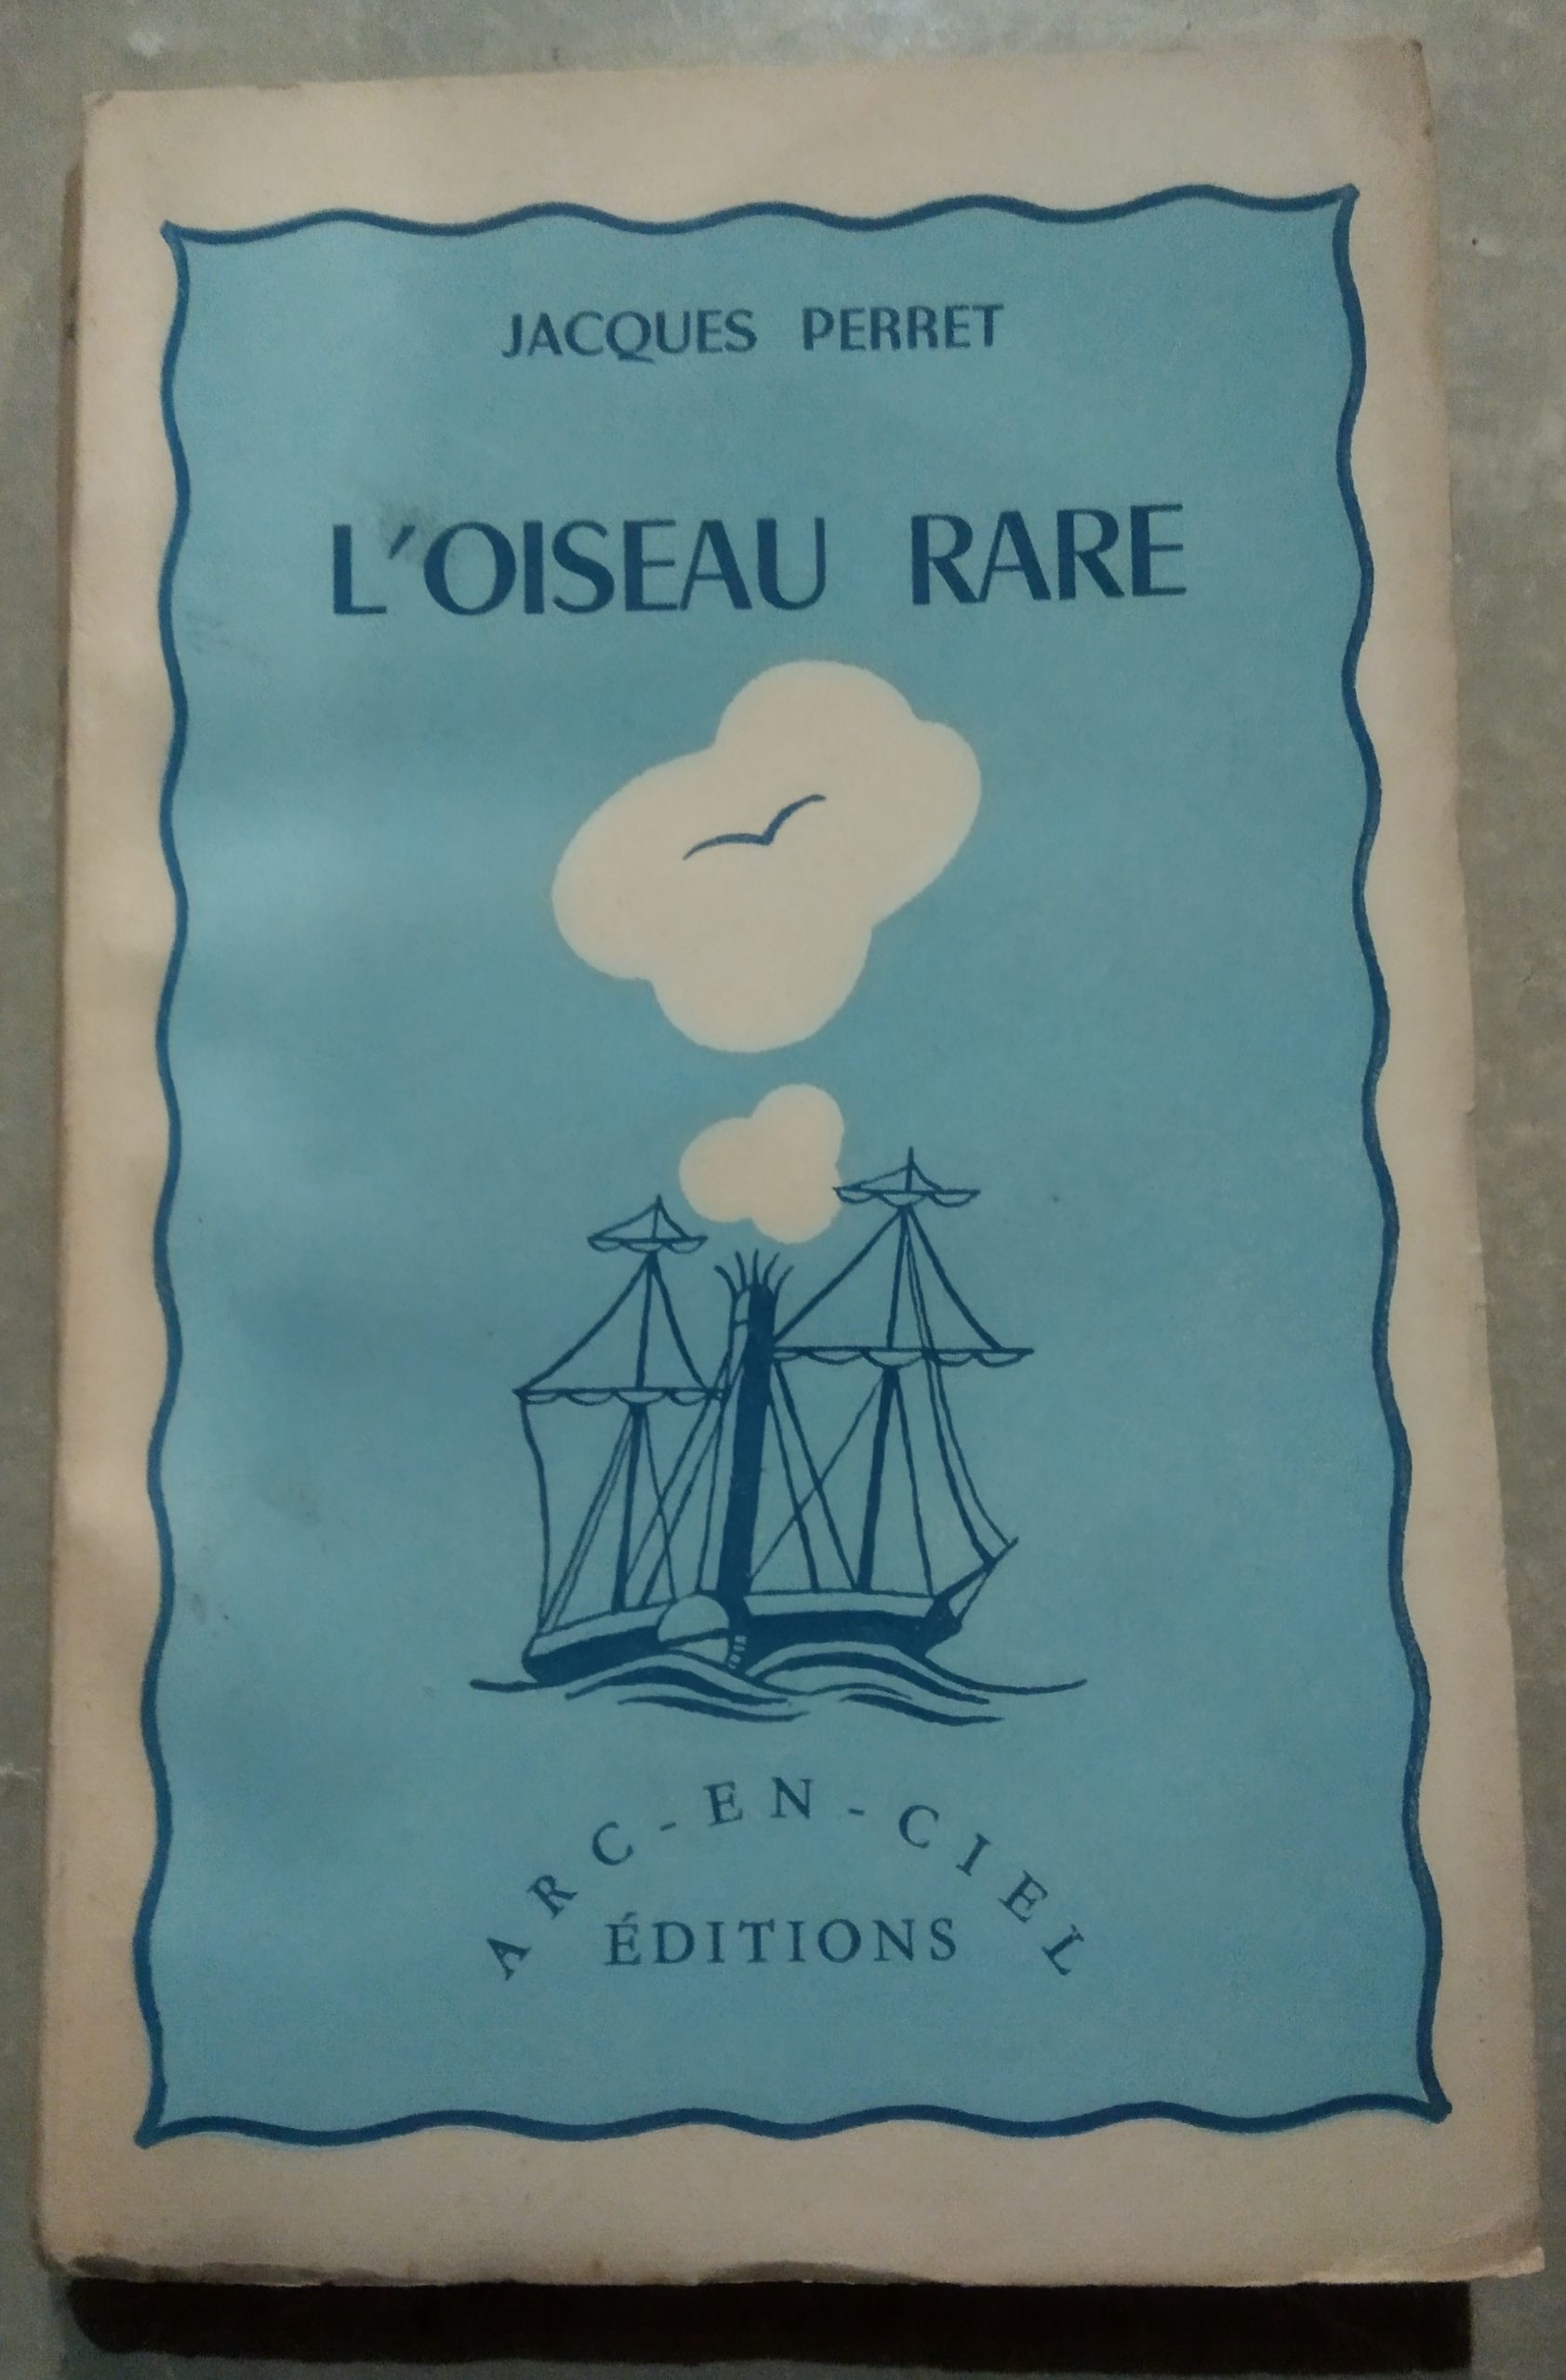 JACQUES PERRET
L'OISEAU RARE
ARC-EN-CIEL
ÉDITIONS